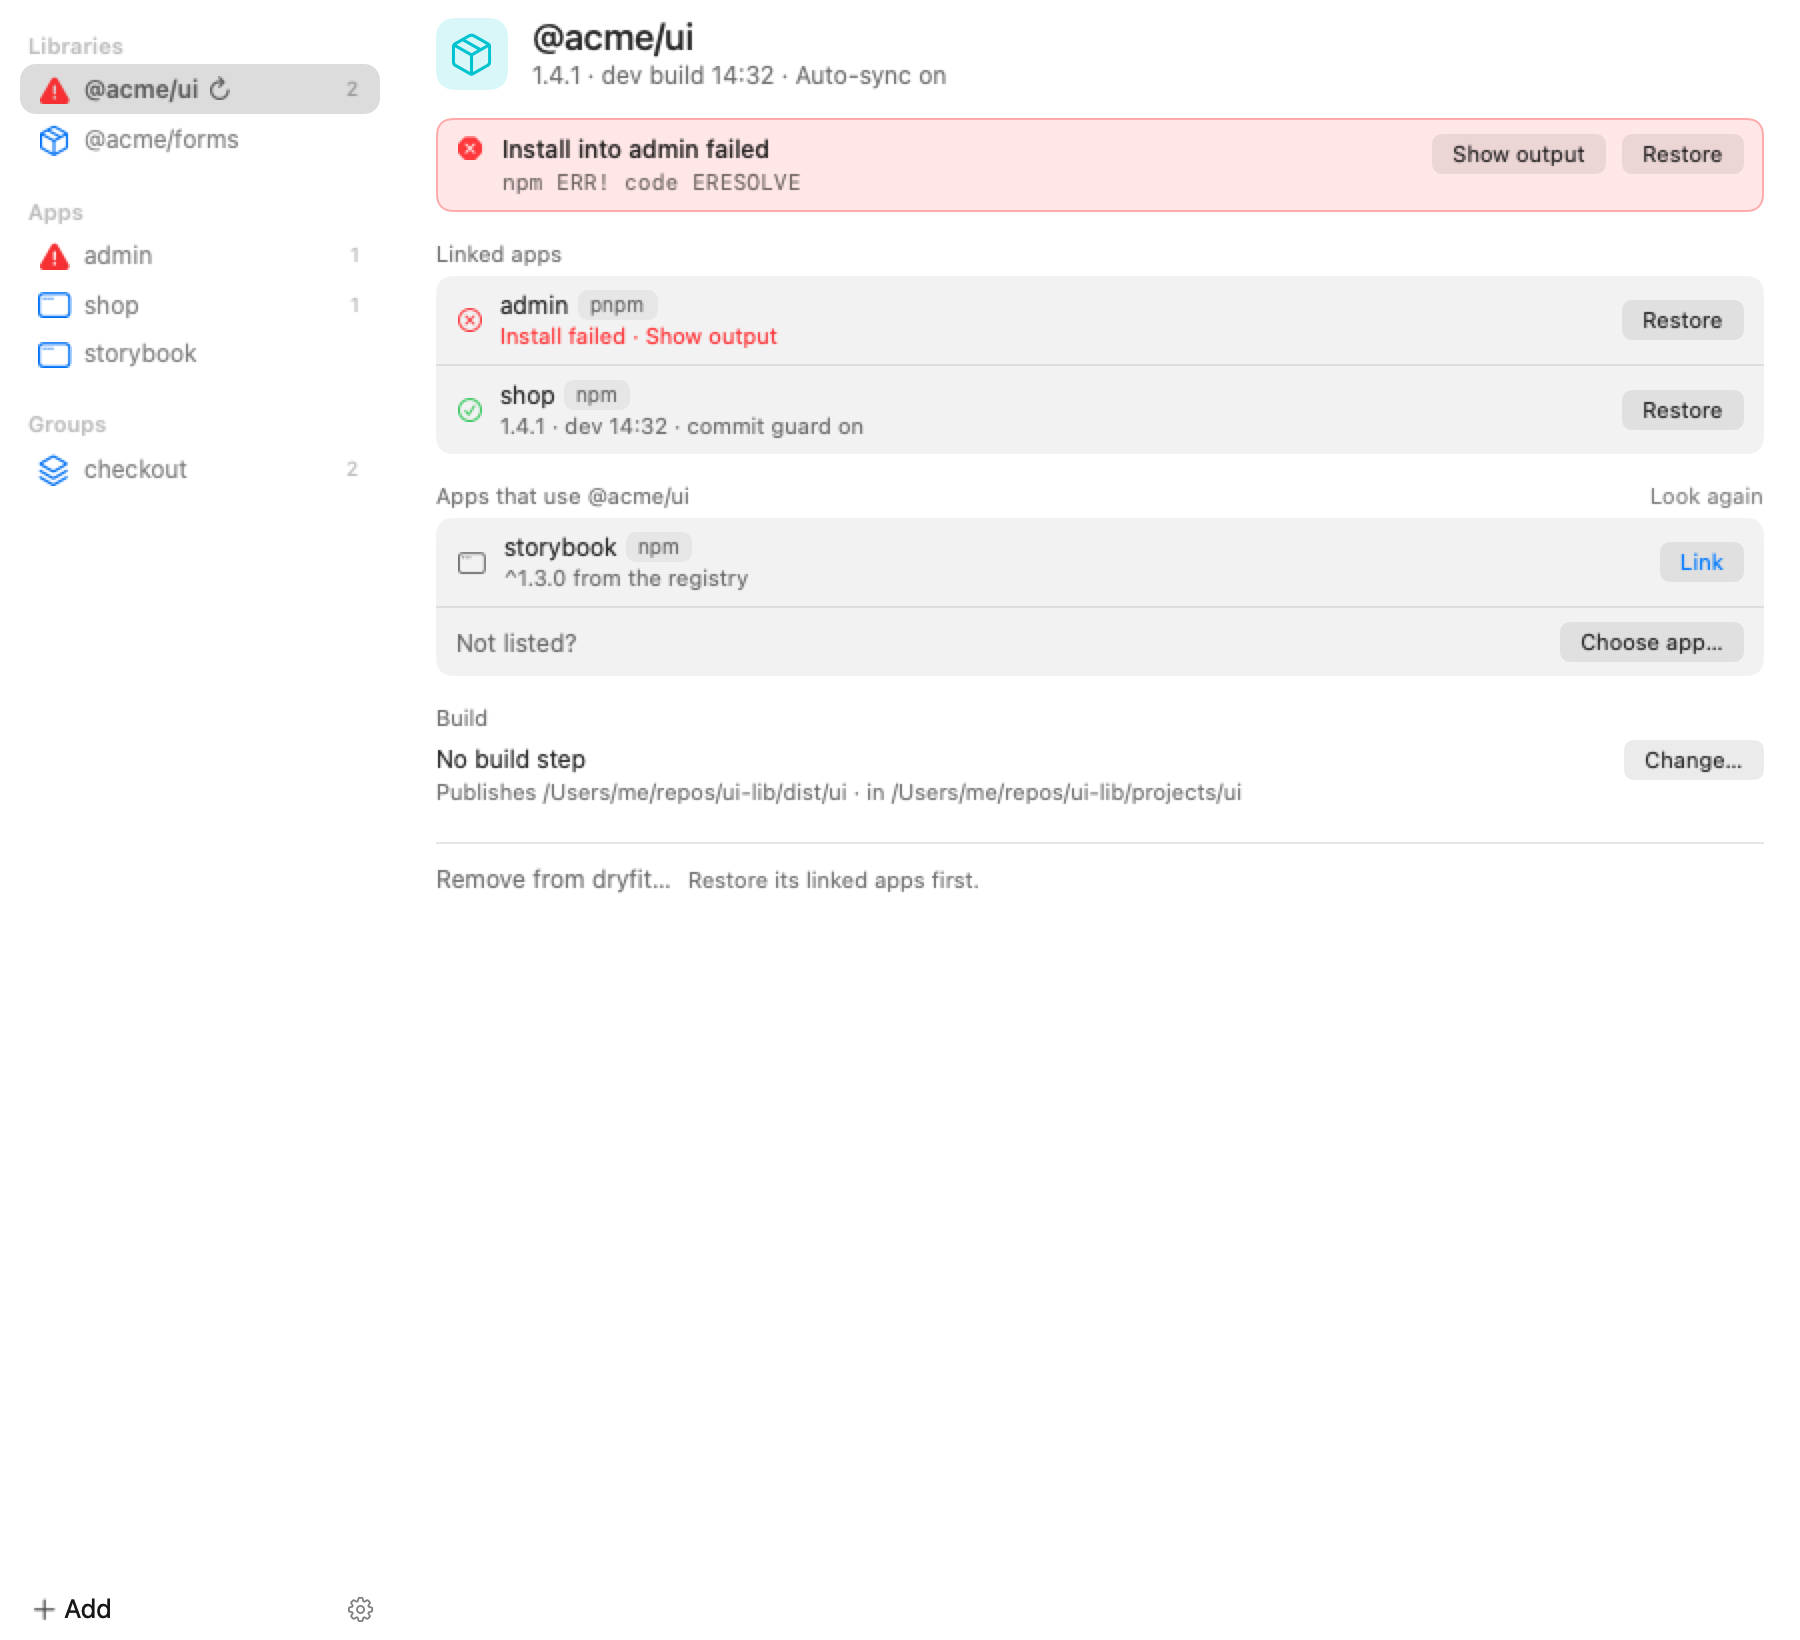 Libraries
@acme/ui 2
@acme/forms
Apps
admin 1
shop 1
storybook
Groups
checkout 2
Add
@acme/ui
1.4.1 · dev build 14:32 · Auto-sync on
Install into admin failed
npm ERR! code ERESOLVE
Show output
Restore
Linked apps
admin pnpm
Install failed · Show output
Restore
shop npm
1.4.1 · dev 14:32 · commit guard on
Restore
Apps that use @acme/ui
Look again
storybook npm
^1.3.0 from the registry
Link
Not listed?
Choose app...
Build
No build step
Publishes /Users/me/repos/ui-lib/dist/ui · in /Users/me/repos/ui-lib/projects/ui
Change...
Remove from dryfit... Restore its linked apps first.